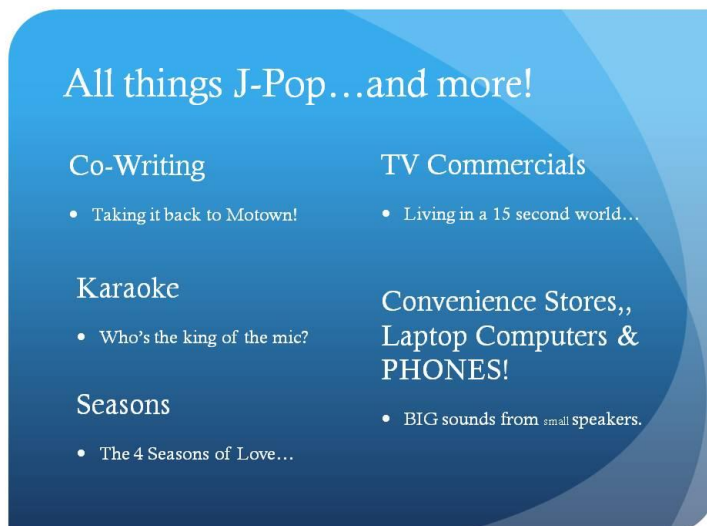 All things J-Pop...and more!
Co-Writing
• Taking it back to Motown!
Karaoke
• Who's the king of the mic?
Seasons
• The 4 Seasons of Love...
TV Commercials
• Living in a 15 second world...
Convenience Stores,,
Laptop Computers &
PHONES!
• BIG sounds from small speakers.